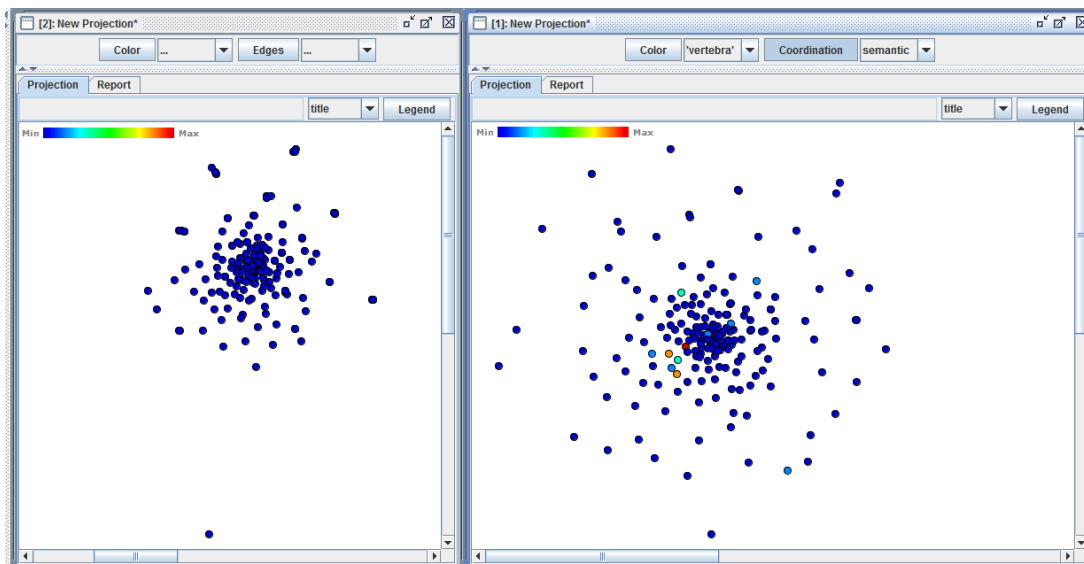 [2]: New Projection*
Color ... Edges ...
Projection Report
title Legend
Min Max
[1]: New Projection*
Color 'vertebra' Coordination semantic
Projection Report
title Legend
Min Max